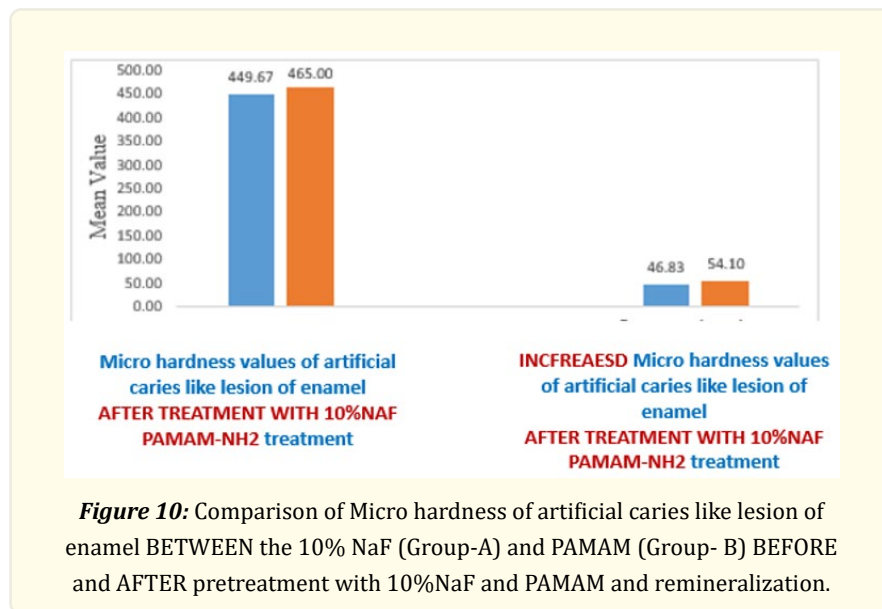 500.00
450.00
400.00
350.00
300.00
250.00
200.00
150.00
100.00
50.00
0.00
Mean Value
449.67 465.00
46.83 54.10
Micro hardness values of artificial
caries like lesion of enamel
AFTER TREATMENT WITH 10%NAF
PAMAM-NH2 treatment
INCFREAESD Micro hardness values
of artificial caries like lesion of
enamel
AFTER TREATMENT WITH 10%NAF
PAMAM-NH2 treatment
Figure 10: Comparison of Micro hardness of artificial caries like lesion of
enamel BETWEEN the 10% NaF (Group-A) and PAMAM (Group- B) BEFORE
and AFTER pretreatment with 10%NaF and PAMAM and remineralization.